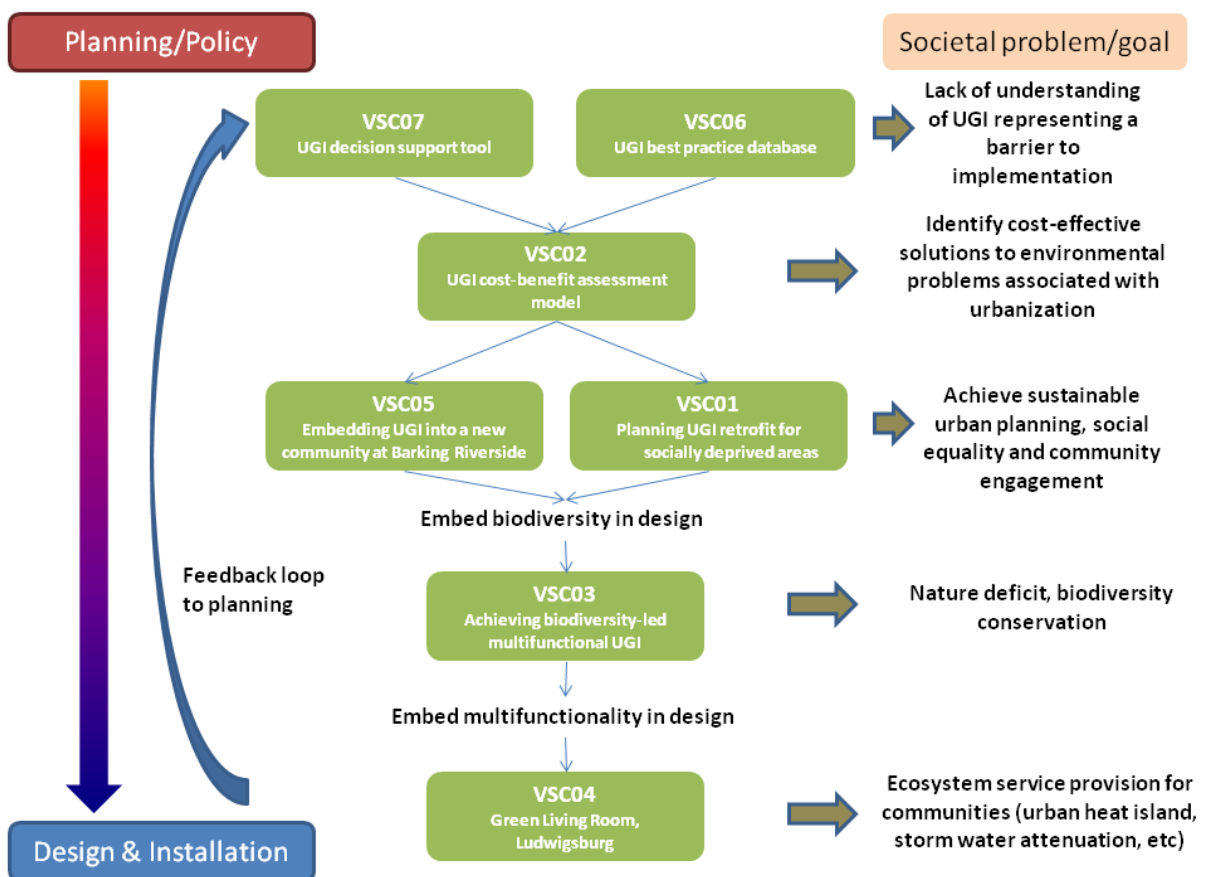 Planning/Policy
Societal problem/goal
VSC07
UGI decision support tool
VSC06
UGI best practice database
Lack of understanding
of UGI representing a
barrier to
implementation
VSC02
UGI cost-benefit assessment
model
Identify cost-effective
solutions to environmental
problems associated with
urbanization
VSC05
Embedding UGI into a new
community at Barking Riverside
VSC01
Planning UGI retrofit for
socially deprived areas
Achieve sustainable
urban planning, social
equality and community
engagement
Embed biodiversity in design
Feedback loop
to planning
VSC03
Achieving biodiversity-led
multifunctional UGI
Nature deficit, biodiversity
conservation
Embed multifunctionality in design
VSC04
Green Living Room,
Ludwigsburg
Ecosystem service provision for
communities (urban heat island,
storm water attenuation, etc)
Design & Installation